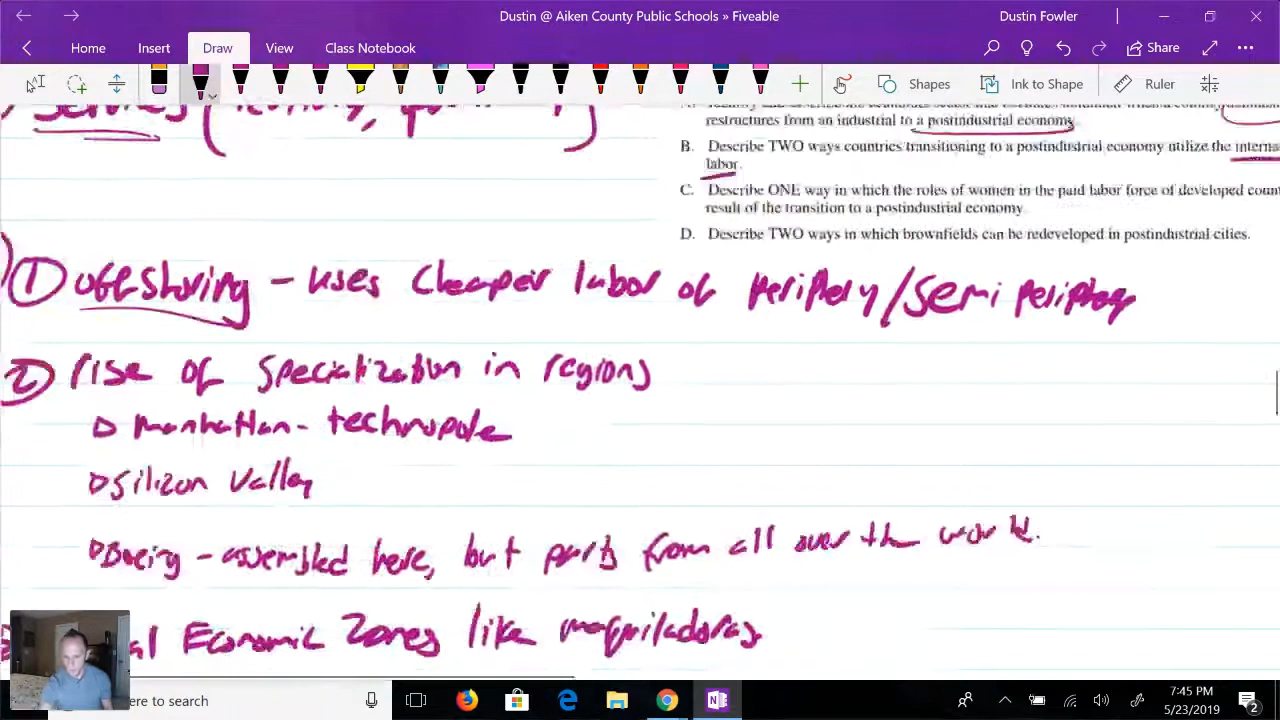 Dustin @ Aiken County Public Schools » Fiveable
Dustin Fowler
Home Insert Draw View Class Notebook
Share
Shapes Ink to Shape Ruler
restructures from an industrial to a postindustrial economy
B. Describe TWO ways countries transitioning to a postindustrial economy utilize the interna
labor.
C. Describe ONE way in which the roles of women in the paid labor force of developed coun
result of the transition to a postindustrial economy
D. Describe TWO ways in which brownfields can be redeveloped in postindustrial cities.
① offshoring - uses cheaper labor of Periphery/semi periphery
② rise of specialization in regions
manhattan - technopole
silicon valley
Boeing - assembled here, but parts from all over the world.
al Economic Zones like maquiladoras
ere to search
7:45 PM
5/23/2019
2